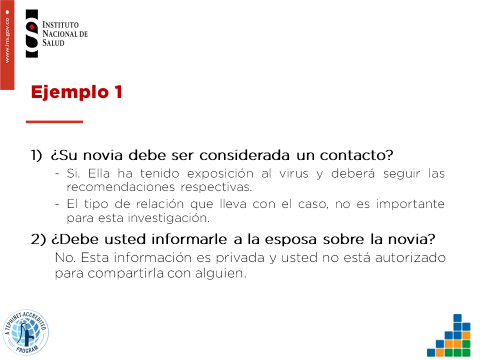 www.ins.gov.co
INSTITUTO
NACIONAL DE
SALUD
Ejemplo 1
1) ¿Su novia debe ser considerada un contacto?
- Si. Ella ha tenido exposición al virus y deberá seguir las
recomendaciones respectivas.
- El tipo de relación que lleva con el caso, no es importante
para esta investigación.
2) ¿Debe usted informarle a la esposa sobre la novia?
No. Esta información es privada y usted no está autorizado
para compartirla con alguien.
A TEPHINET ACCREDITED
PROGRAM